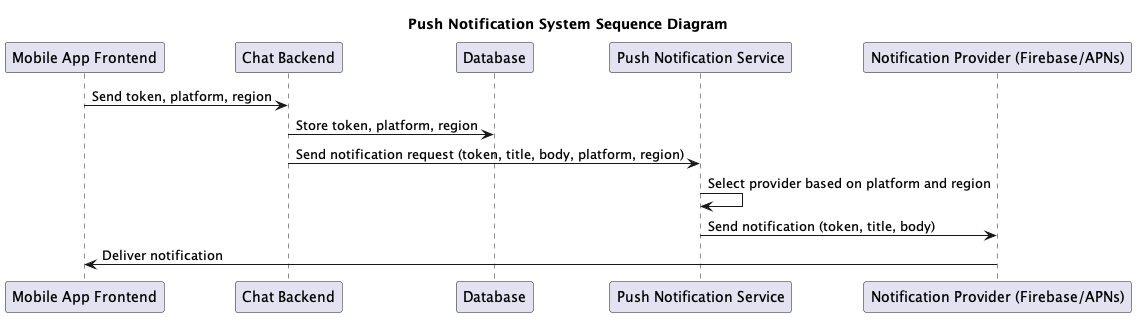 Push Notification System Sequence Diagram
Mobile App Frontend
Chat Backend
Database
Push Notification Service
Notification Provider (Firebase/APNs)
Send token, platform, region
Store token, platform, region
Send notification request (token, title, body, platform, region)
Select provider based on platform and region
Send notification (token, title, body)
Deliver notification
Mobile App Frontend
Chat Backend
Database
Push Notification Service
Notification Provider (Firebase/APNs)